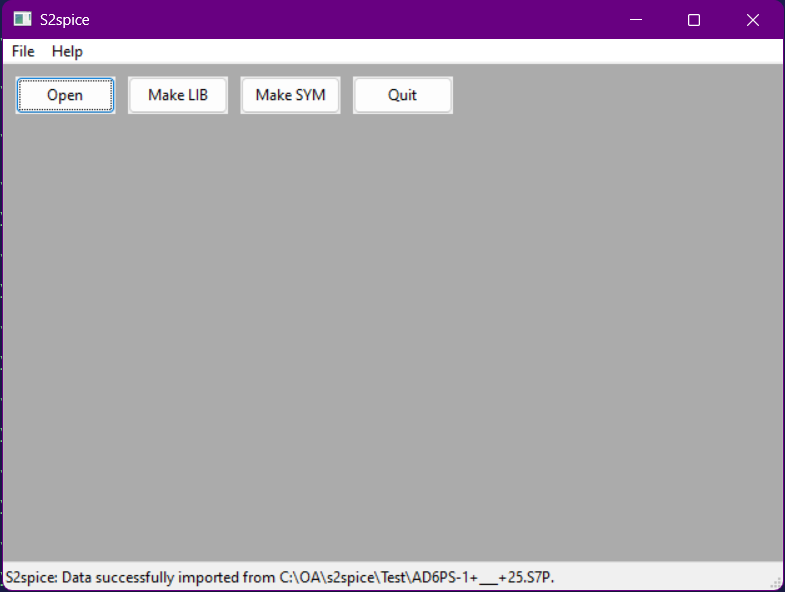 S2spice
File Help
Open Make LIB Make SYM Quit
S2spice: Data successfully imported from C:\OA\s2spice\Test\AD6PS-1+___+25.S7P.